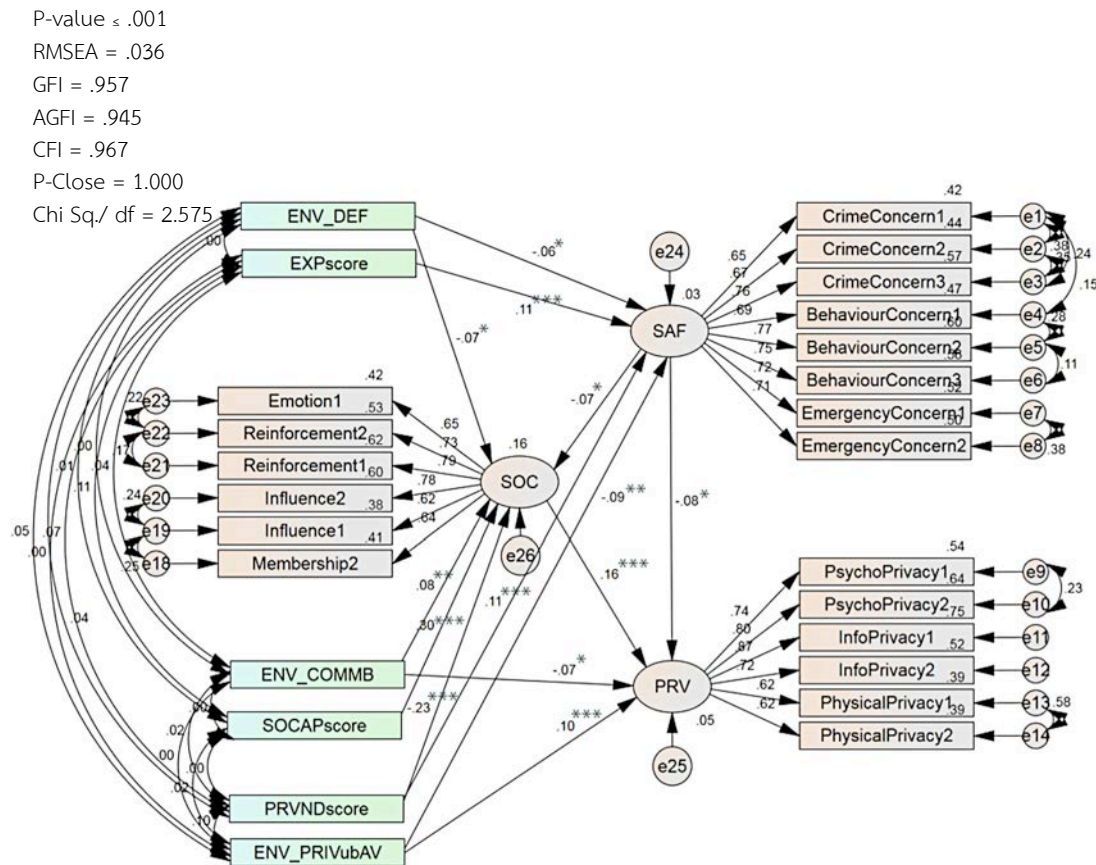 P-value ≤ .001
RMSEA = .036
GFI = .957
AGFI = .945
CFI = .967
P-Close = 1.000
Chi Sq./ df = 2.575
ENV_DEF
.00
EXPscore
-.06*
.11***
-.07*
e24
.03
SAF
.42
CrimeConcern1
.44
e1
.65
CrimeConcern2
.57
e2
.38
.24
.67
CrimeConcern3
.47
e3
.35
.15
.76
BehaviourConcern1
.60
e4
.28
.69
BehaviourConcern2
.56
e5
.77
BehaviourConcern3
.52
e6
.11
.75
EmergencyConcern1
.50
e7
.72
EmergencyConcern2
e8
.38
.71
.42
.22
e23
Emotion1
.53
.65
e22
Reinforcement2
.62
.73
.17
e21
Reinforcement1
.60
.79
.24
e20
Influence2
.38
.78
e19
Influence1
.41
.62
.25
e18
Membership2
.64
.16
SOC
e26
-.07*
-.09**
-.08*
.16***
.08**
.30***
.11***
-.23***
-.07*
.10***
.00
.01
.04
.11
.05
.00
.07
.04
ENV_COMMB
.00
SOCAPscore
.02
.00
.00
.02
PRVNDscore
.10
ENV_PRIVubAV
PRV
.05
e25
.54
PsychoPrivacy1
.64
e9
.23
.74
PsychoPrivacy2
.75
e10
.80
InfoPrivacy1
.52
e11
.87
InfoPrivacy2
.39
e12
.72
PhysicalPrivacy1
.39
e13
.58
.62
PhysicalPrivacy2
e14
.62